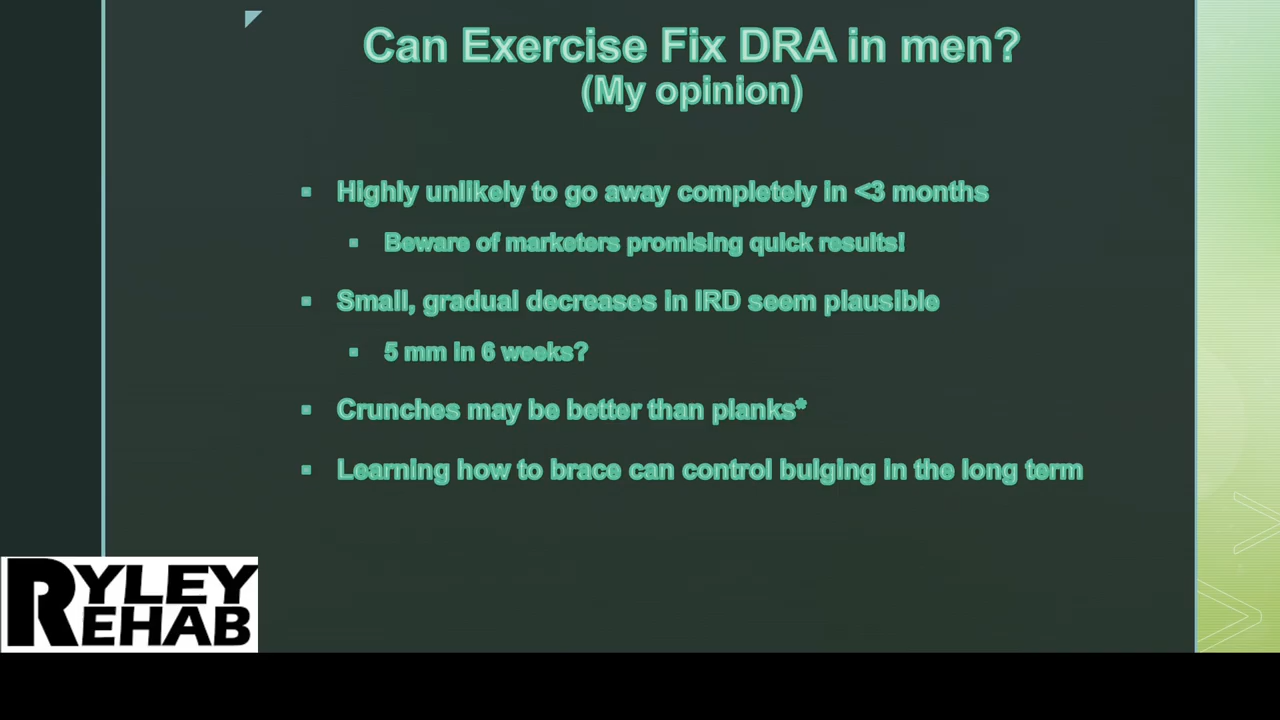 Can Exercise Fix DRA in men?
(My opinion)
▪ Highly unlikely to go away completely in <3 months
▪ Beware of marketers promising quick results!
▪ Small, gradual decreases in IRD seem plausible
▪ 5 mm in 6 weeks?
▪ Crunches may be better than planks*
▪ Learning how to brace can control bulging in the long term
RYLEY
REHAB